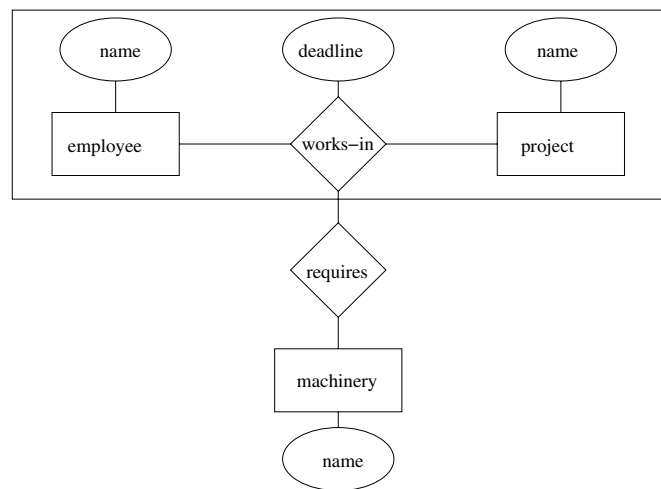 name
deadline
name
employee
works−in
project
requires
machinery
name